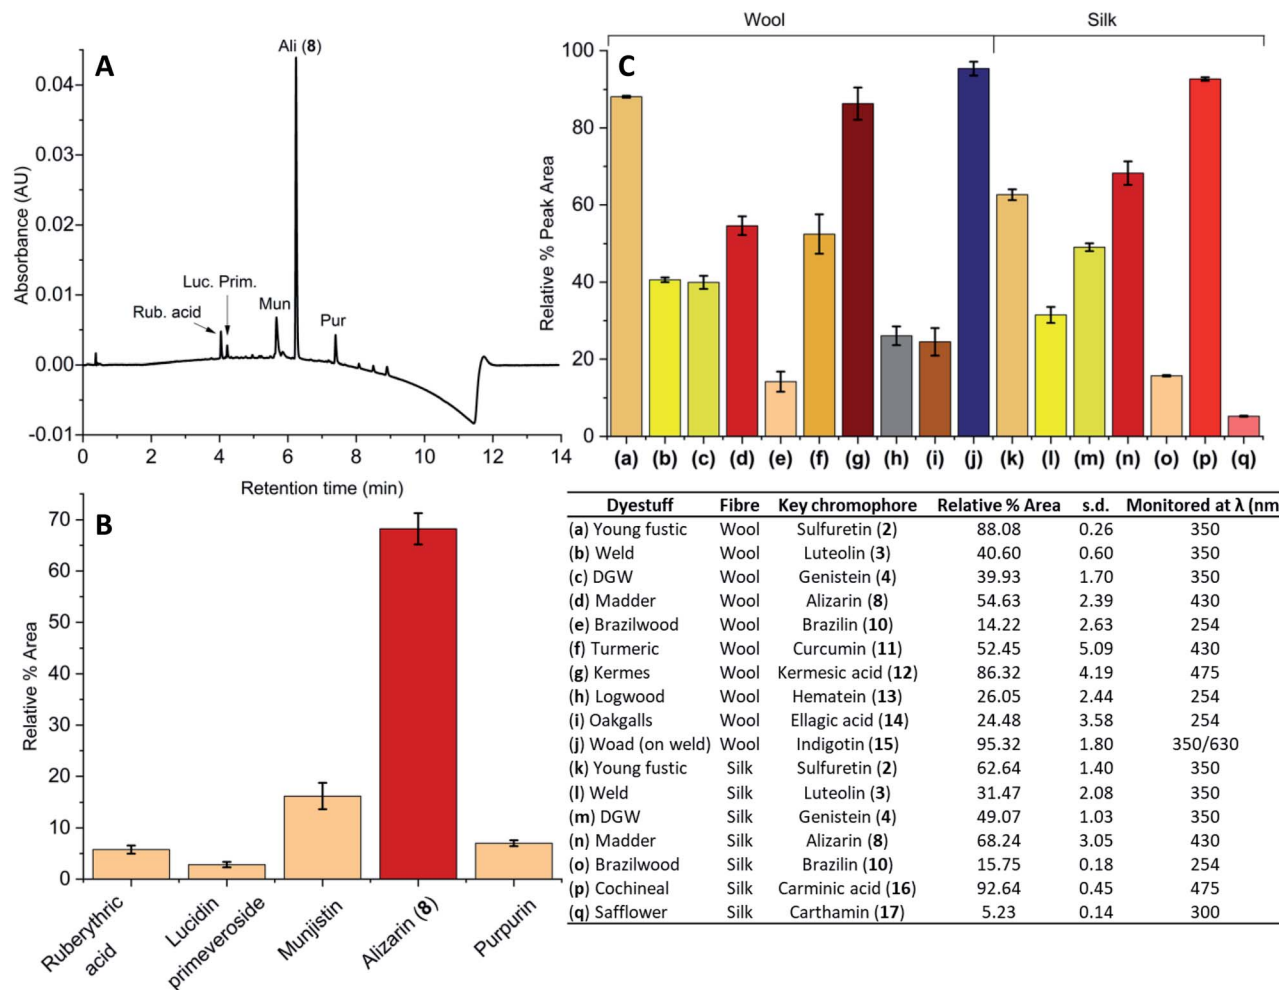 A
Ali (8)
0.04
0.03
0.02
0.01
0.00
-0.01
Absorbance (AU)
Luc. Prim.
Rub. acid
Mun
Pur
0 2 4 6 8 10 12 14
Retention time (min)
B
70
60
50
40
30
20
10
0
Relative % Area
Ruberythric acid
Lucidin primeveroside
Munjistin
Alizarin (8)
Purpurin
Wool Silk
C
100
80
60
40
20
0
Relative % Peak Area
(a) (b) (c) (d) (e) (f) (g) (h) (i) (j) (k) (l) (m) (n) (o) (p) (q)
Dyestuff Fibre Key chromophore Relative % Area s.d. Monitored at λ (nm
(a) Young fustic Wool Sulfuretin (2) 88.08 0.26 350
(b) Weld Wool Luteolin (3) 40.60 0.60 350
(c) DGW Wool Genistein (4) 39.93 1.70 350
(d) Madder Wool Alizarin (8) 54.63 2.39 430
(e) Brazilwood Wool Brazilin (10) 14.22 2.63 254
(f) Turmeric Wool Curcumin (11) 52.45 5.09 430
(g) Kermes Wool Kermesic acid (12) 86.32 4.19 475
(h) Logwood Wool Hematein (13) 26.05 2.44 254
(i) Oakgalls Wool Ellagic acid (14) 24.48 3.58 254
(j) Woad (on weld) Wool Indigotin (15) 95.32 1.80 350/630
(k) Young fustic Silk Sulfuretin (2) 62.64 1.40 350
(l) Weld Silk Luteolin (3) 31.47 2.08 350
(m) DGW Silk Genistein (4) 49.07 1.03 350
(n) Madder Silk Alizarin (8) 68.24 3.05 430
(o) Brazilwood Silk Brazilin (10) 15.75 0.18 254
(p) Cochineal Silk Carminic acid (16) 92.64 0.45 475
(q) Safflower Silk Carthamin (17) 5.23 0.14 300